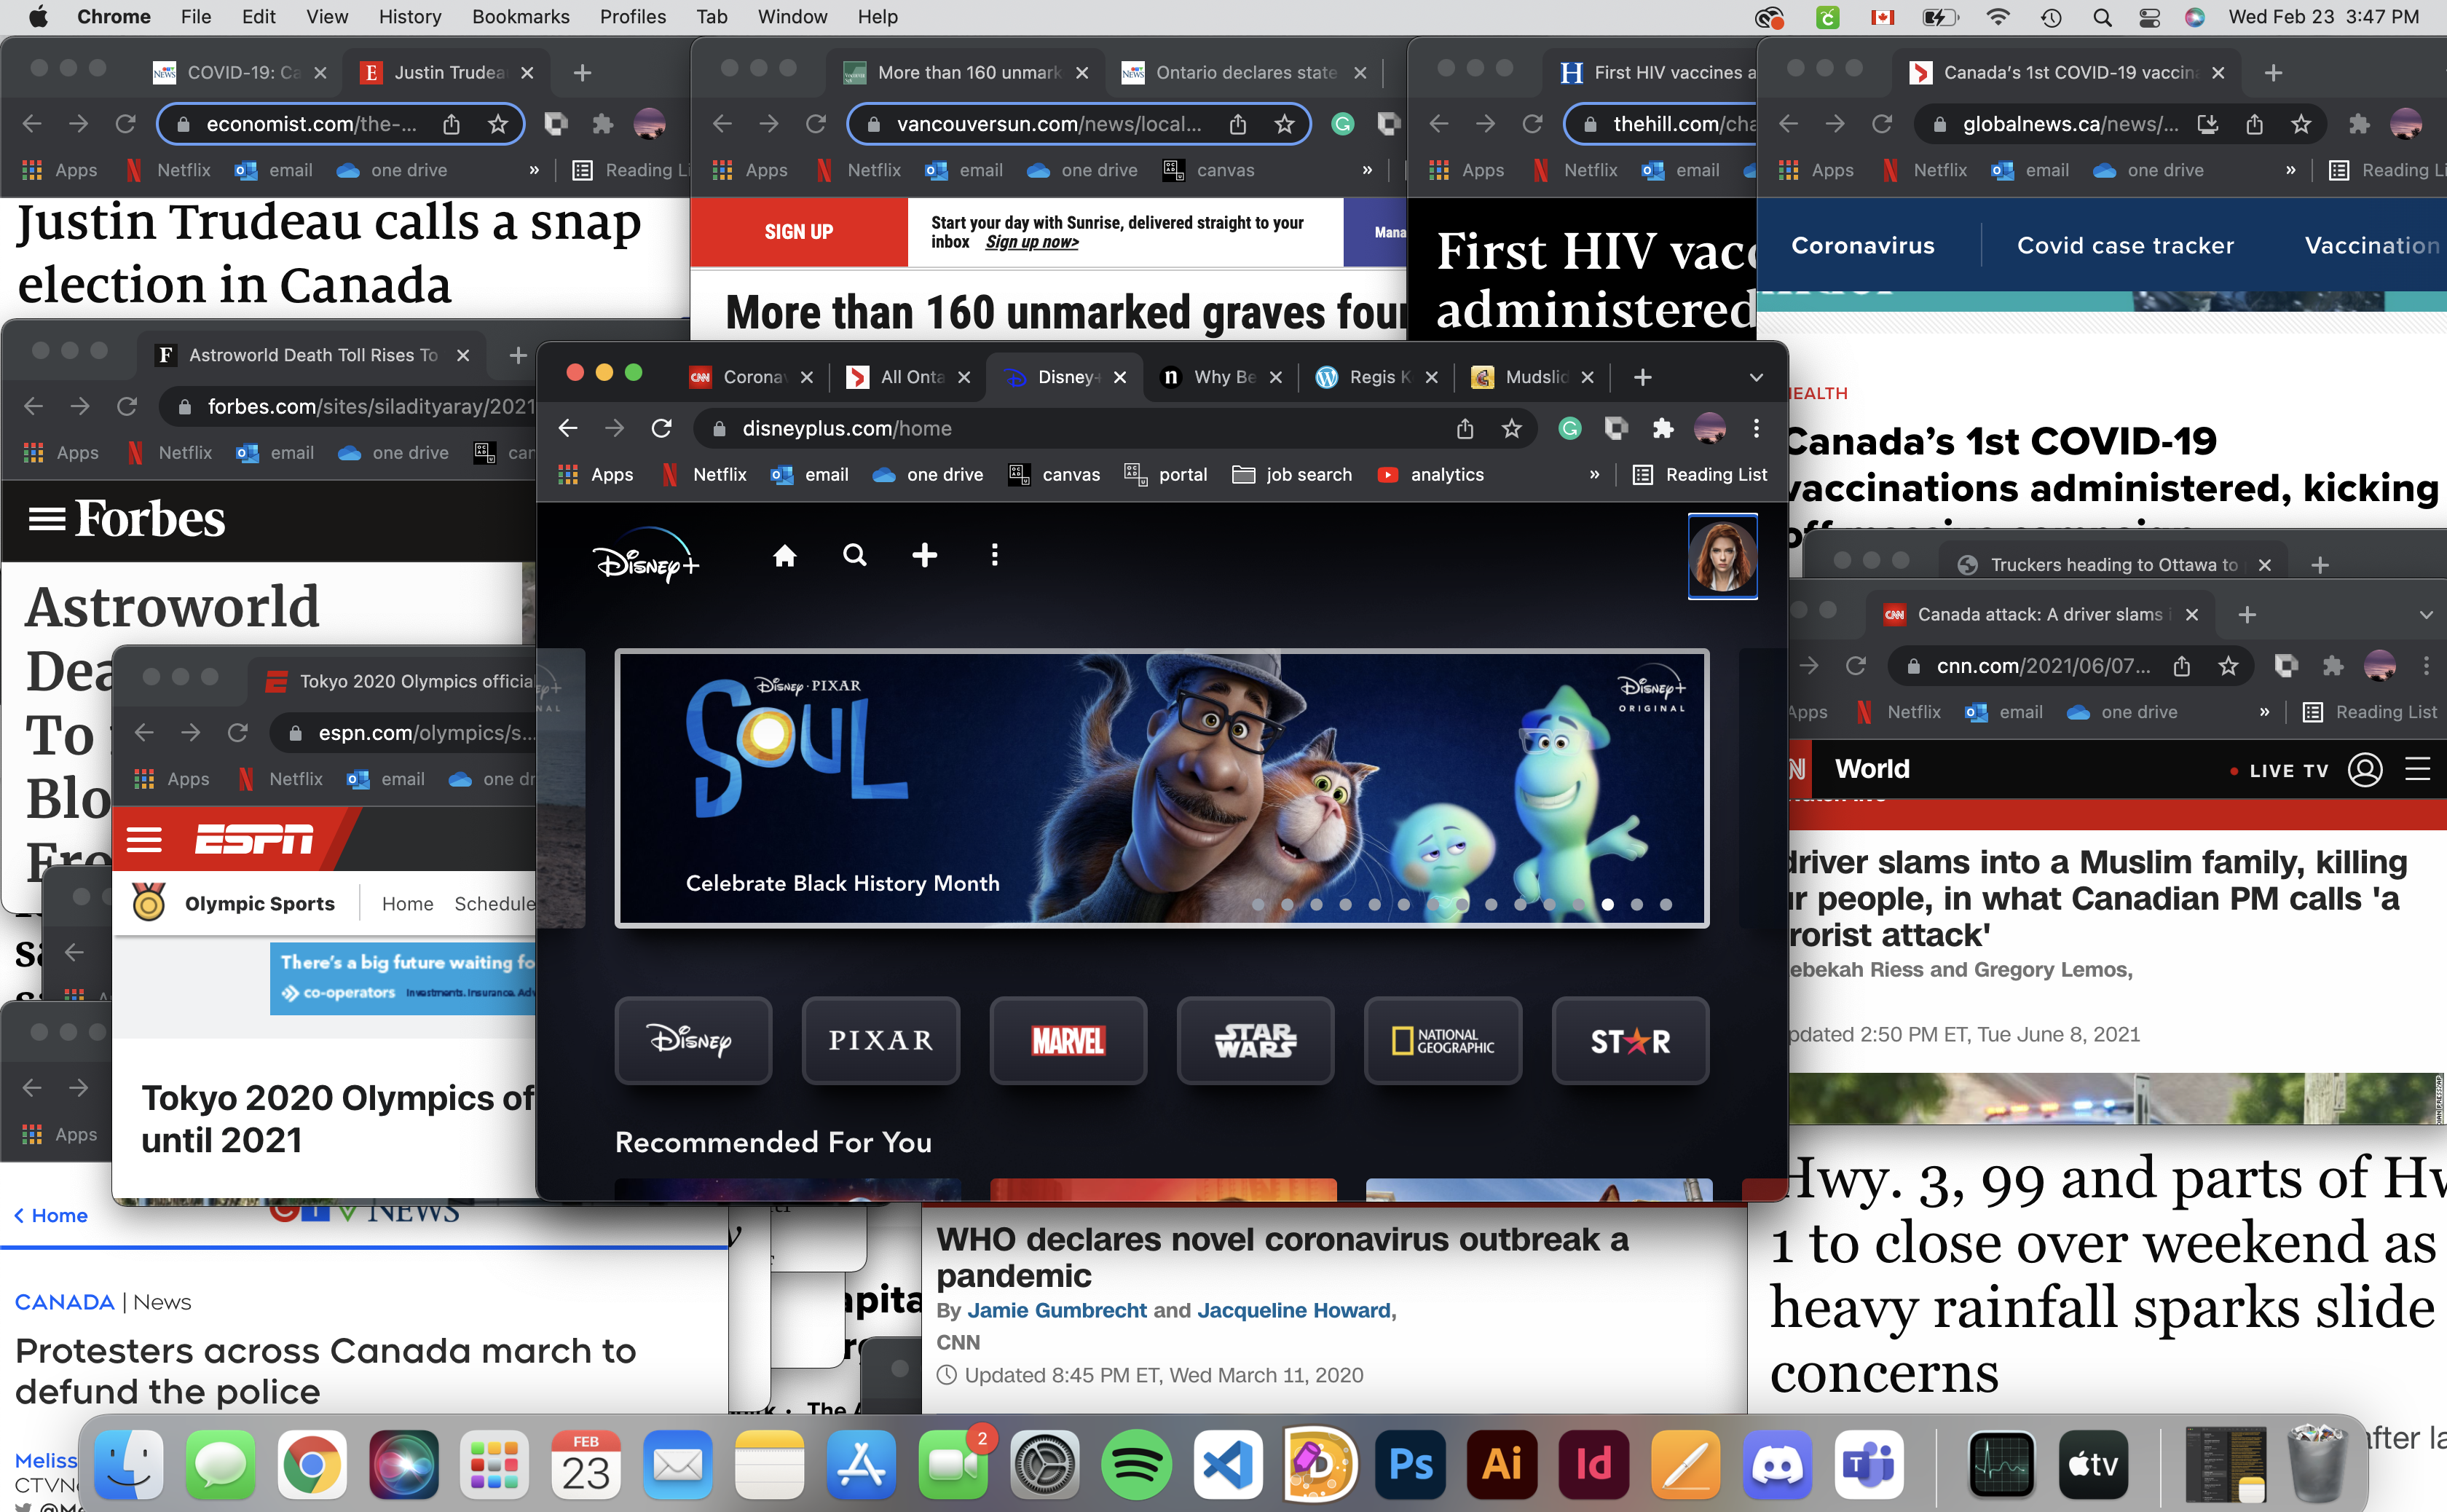 Chrome File Edit View History Bookmarks Profiles Tab Window Help
Wed Feb 23 3:47 PM
NEWS COVID-19: Ca
E Justin Trudea
economist.com/the-...
Apps Netflix email one drive » Reading Li
Justin Trudeau calls a snap
election in Canada
More than 160 unmark
NEWS Ontario declares state
vancouversun.com/news/local...
Apps Netflix email one drive canvas »
SIGN UP
Start your day with Sunrise, delivered straight to your
inbox Sign up now>
Mana
More than 160 unmarked graves four
H First HIV vaccines a
thehill.com/cha
Apps Netflix email
First HIV vacc
administered
Canada's 1st COVID-19 vaccin
globalnews.ca/news/...
Apps Netflix email one drive » Reading Li
Coronavirus Covid case tracker Vaccination
HEALTH
Canada's 1st COVID-19
vaccinations administered, kicking
F Astroworld Death Toll Rises To
forbes.com/sites/siladityaray/2021
Apps Netflix email one drive can
Forbes
Astroworld
Dea
To
Blo
Fro
Tokyo 2020 Olympics official
espn.com/olympics/s...
Apps Netflix email one dr
ESPN
Olympic Sports Home Schedule
There's a big future waiting fo
co-operators Investments. Insurance. Adv
Tokyo 2020 Olympics of
until 2021
CNN Corona
All Onta
Disney+
n Why Be
Regis K
Mudslid
disneyplus.com/home
Apps Netflix email one drive canvas portal job search analytics » Reading List
Disney+
Disney · PIXAR
SOUL
Disney+
ORIGINAL
Celebrate Black History Month
Disney
PIXAR
MARVEL
STAR
WARS
NATIONAL
GEOGRAPHIC
STAR
Recommended For You
Truckers heading to Ottawa to
CNN Canada attack: A driver slams i
cnn.com/2021/06/07...
Apps Netflix email one drive » Reading List
World LIVE TV
driver slams into a Muslim family, killing
ur people, in what Canadian PM calls 'a
rrorist attack'
ebekah Riess and Gregory Lemos,
pdated 2:50 PM ET, Tue June 8, 2021
Apps
Home
CTV NEWS
CANADA | News
Protesters across Canada march to
defund the police
Meliss
CTVN
@Me
apita
The A
WHO declares novel coronavirus outbreak a
pandemic
By Jamie Gumbrecht and Jacqueline Howard,
CNN
Updated 8:45 PM ET, Wed March 11, 2020
Hwy. 3, 99 and parts of Hw
1 to close over weekend as
heavy rainfall sparks slide
concerns
after la
FEB
23
2
Ps
Ai
Id
T
tv